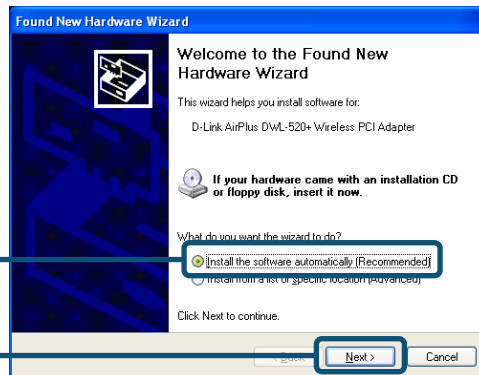 Found New Hardware Wizard
Welcome to the Found New
Hardware Wizard
This wizard helps you install software for:
D-Link AirPlus DWL-520+ Wireless PCI Adapter
If your hardware came with an installation CD
or floppy disk, insert it now.
What do you want the wizard to do?
Install the software automatically (Recommended)
Install from a list or specific location (Advanced)
Click Next to continue.
< Back
Next >
Cancel